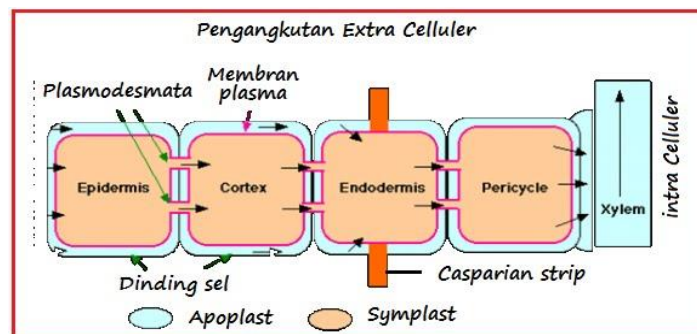 Pengangkutan Extra Celluler
Plasmodesmata
Membran
plasma
Epidermis
Cortex
Endodermis
Pericycle
Xylem
intra Celluler
Dinding sel
Casparian strip
Apoplast
Symplast